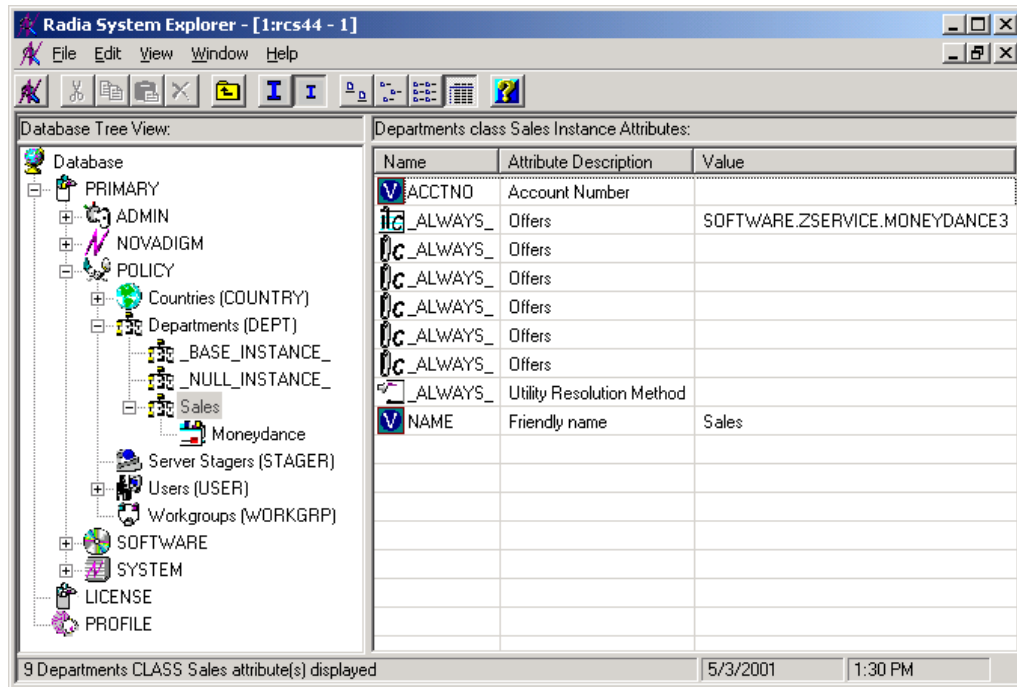 Radia System Explorer - [1:rcs44 - 1]
File Edit View Window Help
Database Tree View:
Departments class Sales Instance Attributes:
Database
PRIMARY
ADMIN
NOVADIGM
POLICY
Countries (COUNTRY)
Departments (DEPT)
_BASE_INSTANCE_
_NULL_INSTANCE_
Sales
Moneydance
Server Stagers (STAGER)
Users (USER)
Workgroups (WORKGRP)
SOFTWARE
SYSTEM
LICENSE
PROFILE
Name Attribute Description Value
ACCTNO Account Number
_ALWAYS_ Offers SOFTWARE.ZSERVICE.MONEYDANCE3
_ALWAYS_ Offers
_ALWAYS_ Offers
_ALWAYS_ Offers
_ALWAYS_ Offers
_ALWAYS_ Offers
_ALWAYS_ Utility Resolution Method
NAME Friendly name Sales
9 Departments CLASS Sales attribute(s) displayed 5/3/2001 1:30 PM